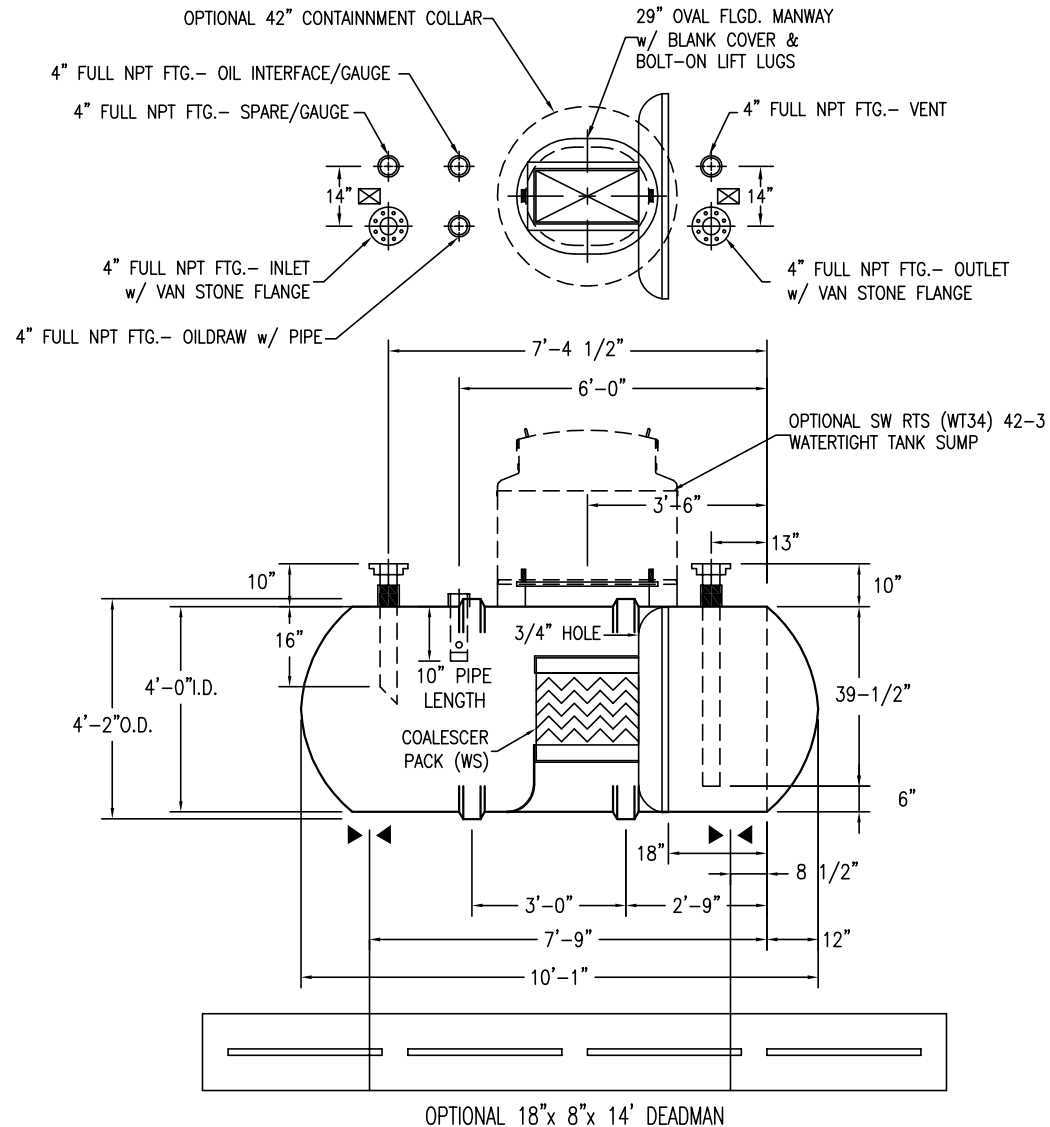 OPTIONAL 42” CONTAINNMENT COLLAR
29” OVAL FLGD. MANWAY
w/ BLANK COVER &
BOLT-ON LIFT LUGS
4” FULL NPT FTG.– OIL INTERFACE/GAUGE
4” FULL NPT FTG.– SPARE/GAUGE
4” FULL NPT FTG.– VENT
14”
14”
4” FULL NPT FTG.– INLET
w/ VAN STONE FLANGE
4” FULL NPT FTG.– OUTLET
w/ VAN STONE FLANGE
4” FULL NPT FTG.– OILDRAW w/ PIPE
7’–4 1/2”
6’–0”
OPTIONAL SW RTS (WT34) 42–3
WATERTIGHT TANK SUMP
3’–6”
13”
10”
10”
16”
3/4” HOLE
10” PIPE
LENGTH
4’–0”I.D.
39–1/2”
4’–2”O.D.
COALESCER
PACK (WS)
6”
18”
8 1/2”
3’–0”
2’–9”
7’–9”
12”
10’–1”
OPTIONAL 18”x 8”x 14’ DEADMAN